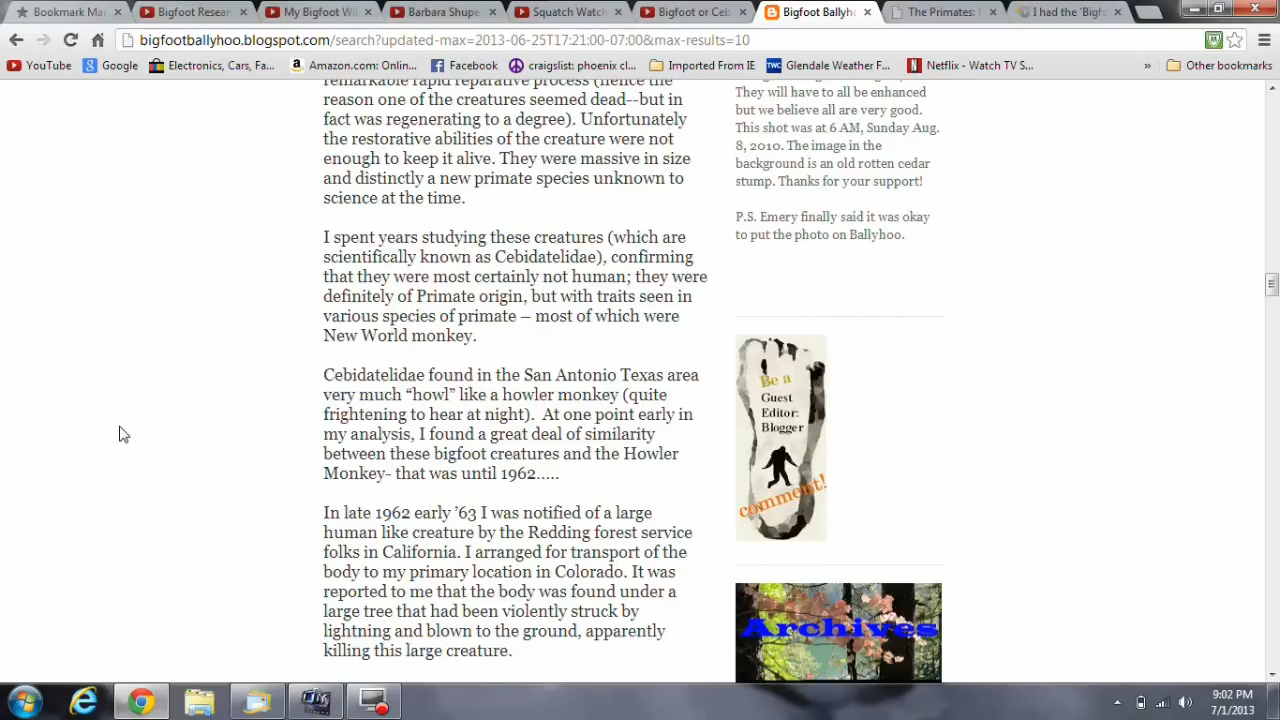 Bookmark Mar
Bigfoot Resear
My Bigfoot Wi
Barbara Shupe
Squatch Watch
Bigfoot or Ceb
Bigfoot Ballyho
The Primates:
I had the 'Bigf
bigfootballyhoo.blogspot.com/search?updated-max=2013-06-25T17:21:00-07:00&max-results=10
YouTube
Google
Electronics, Cars, Fa...
Amazon.com: Onlin...
Facebook
craigslist: phoenix cl...
Imported From IE
TWC
Glendale Weather F...
Netflix - Watch TV S...
»
Other bookmarks
remarkable rapid reparative process (hence the
reason one of the creatures seemed dead--but in
fact was regenerating to a degree). Unfortunately
the restorative abilities of the creature were not
enough to keep it alive. They were massive in size
and distinctly a new primate species unknown to
science at the time.
I spent years studying these creatures (which are
scientifically known as Cebidatelidae), confirming
that they were most certainly not human; they were
definitely of Primate origin, but with traits seen in
various species of primate – most of which were
New World monkey.
Cebidatelidae found in the San Antonio Texas area
very much “howl” like a howler monkey (quite
frightening to hear at night).  At one point early in
my analysis, I found a great deal of similarity
between these bigfoot creatures and the Howler
Monkey- that was until 1962…..
In late 1962 early ’63 I was notified of a large
human like creature by the Redding forest service
folks in California. I arranged for transport of the
body to my primary location in Colorado. It was
reported to me that the body was found under a
large tree that had been violently struck by
lightning and blown to the ground, apparently
killing this large creature.
They will have to all be enhanced
but we believe all are very good.
This shot was at 6 AM, Sunday Aug.
8, 2010. The image in the
background is an old rotten cedar
stump. Thanks for your support!
P.S. Emery finally said it was okay
to put the photo on Ballyhoo.
Be a
Guest
Editor:
Blogger
comment!
Archives
9:02 PM
7/1/2013